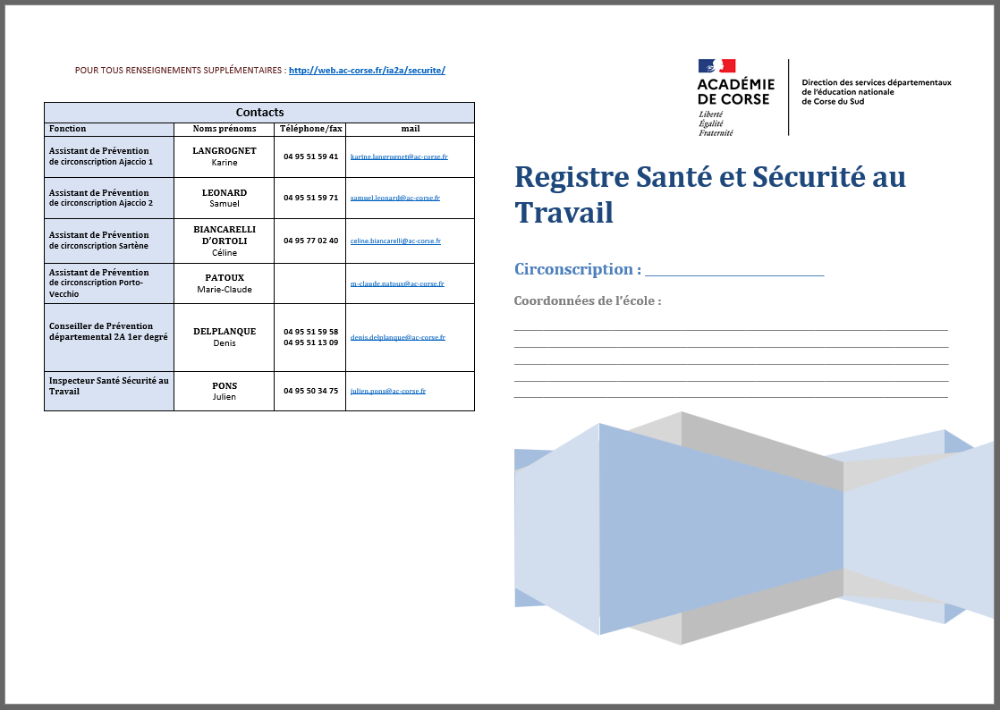 POUR TOUS RENSEIGNEMENTS SUPPLÉMENTAIRES : http://web.ac-corse.fr/ia2a/securite/
Contacts
Fonction Noms prénoms Téléphone/fax mail
Assistant de Prévention
de circonscription Ajaccio 1
LANGROGNET
Karine
04 95 51 59 41
karine.langrognet@ac-corse.fr
Assistant de Prévention
de circonscription Ajaccio 2
LEONARD
Samuel
04 95 51 59 71
samuel.leonard@ac-corse.fr
Assistant de Prévention
de circonscription Sartène
BIANCARELLI
D'ORTOLI
Céline
04 95 77 02 40
celine.biancarelli@ac-corse.fr
Assistant de Prévention
de circonscription Porto-
Vecchio
PATOUX
Marie-Claude
m-claude.patoux@ac-corse.fr
Conseiller de Prévention
départemental 2A 1er degré
DELPLANQUE
Denis
04 95 51 59 58
04 95 51 13 09
denis.delplanque@ac-corse.fr
Inspecteur Santé Sécurité au
Travail
PONS
Julien
04 95 50 34 75
julien.pons@ac-corse.fr
ACADÉMIE
DE CORSE
Liberté
Égalité
Fraternité
Direction des services départementaux
de l'éducation nationale
de Corse du Sud
Registre Santé et Sécurité au
Travail
Circonscription : ____________________
Coordonnées de l'école :